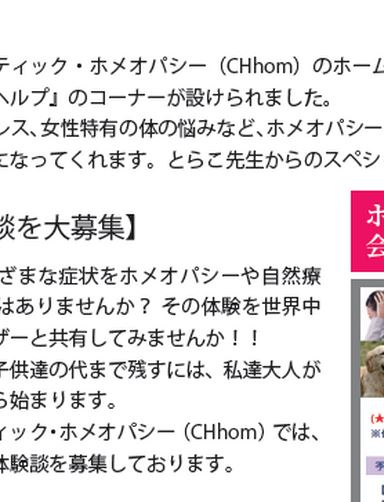 ティック・ホメオパシー（CHhom）のホーム
ヘルプ』のコーナーが設けられました。
レス、女性特有の体の悩みなど、ホメオパシー
になってくれます。とらこ先生からのスペシ
談を大募集】
ざまな症状をホメオパシーや自然療
はありませんか？ その体験を世界中
ザーと共有してみませんか！！
子供達の代まで残すには、私達大人が
ら始まります。
ィック・ホメオパシー（CHhom）では、
体験談を募集しております。
ホ
会
(★
※